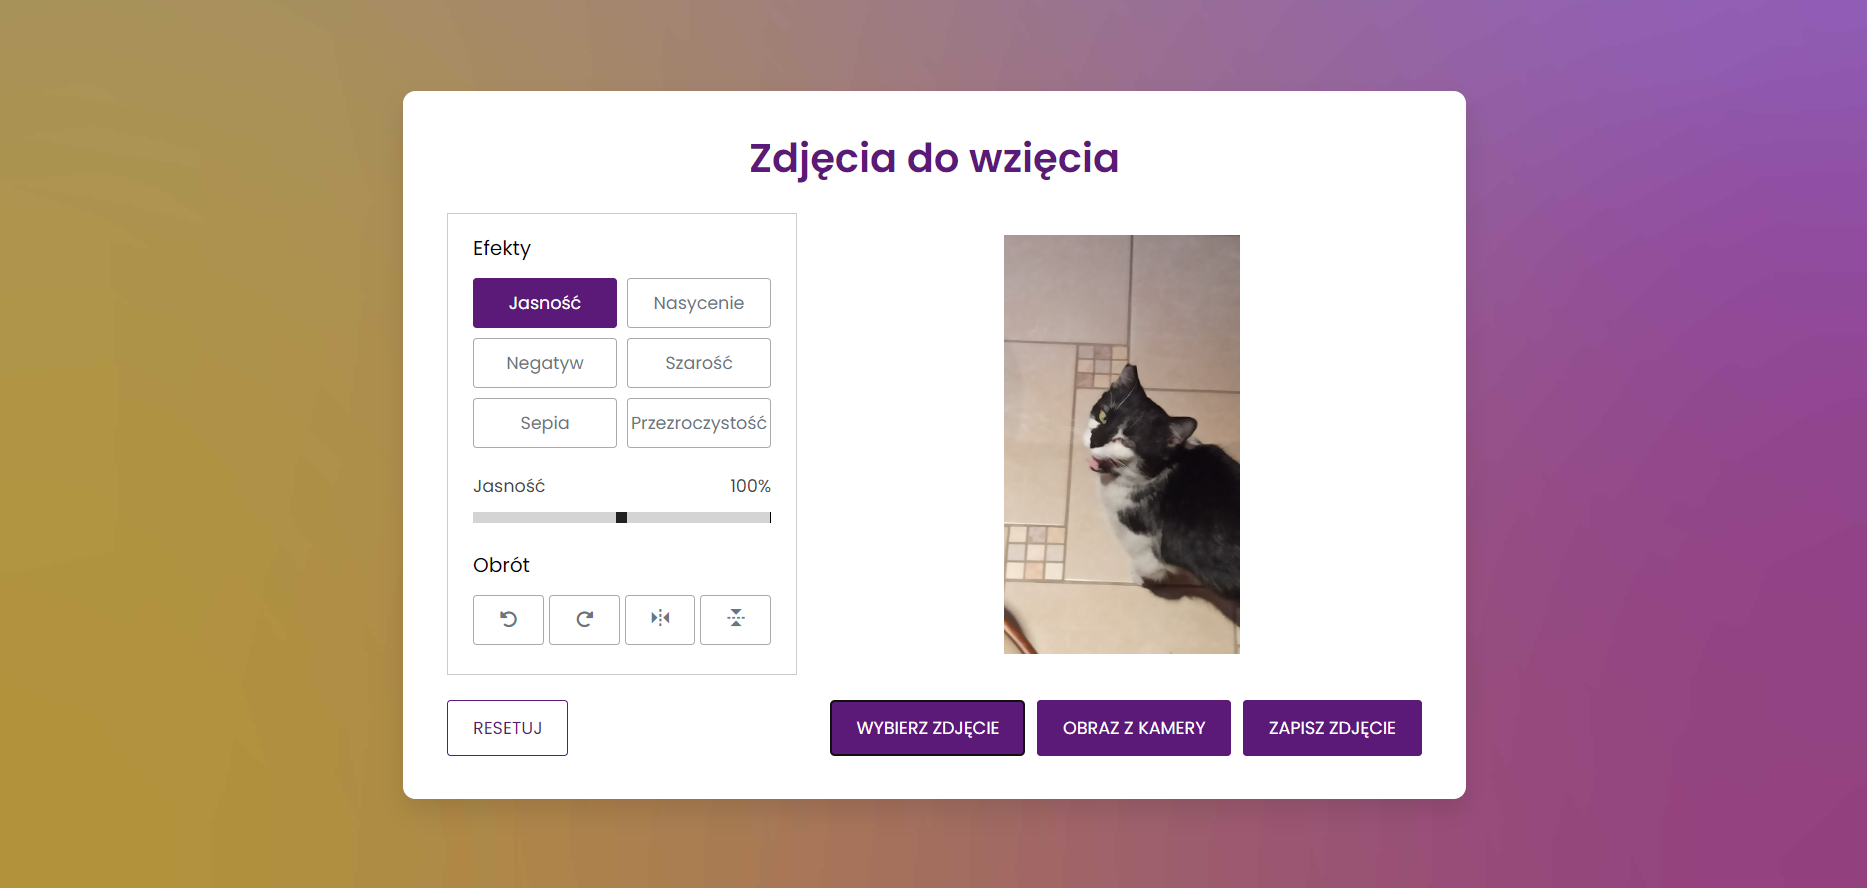 Zdjęcia do wzięcia
Efekty
Jasność
Nasycenie
Negatyw
Szarość
Sepia
Przezroczystość
Jasność
100%
Obrót
RESETUJ
WYBIERZ ZDJĘCIE
OBRAZ Z KAMERY
ZAPISZ ZDJĘCIE